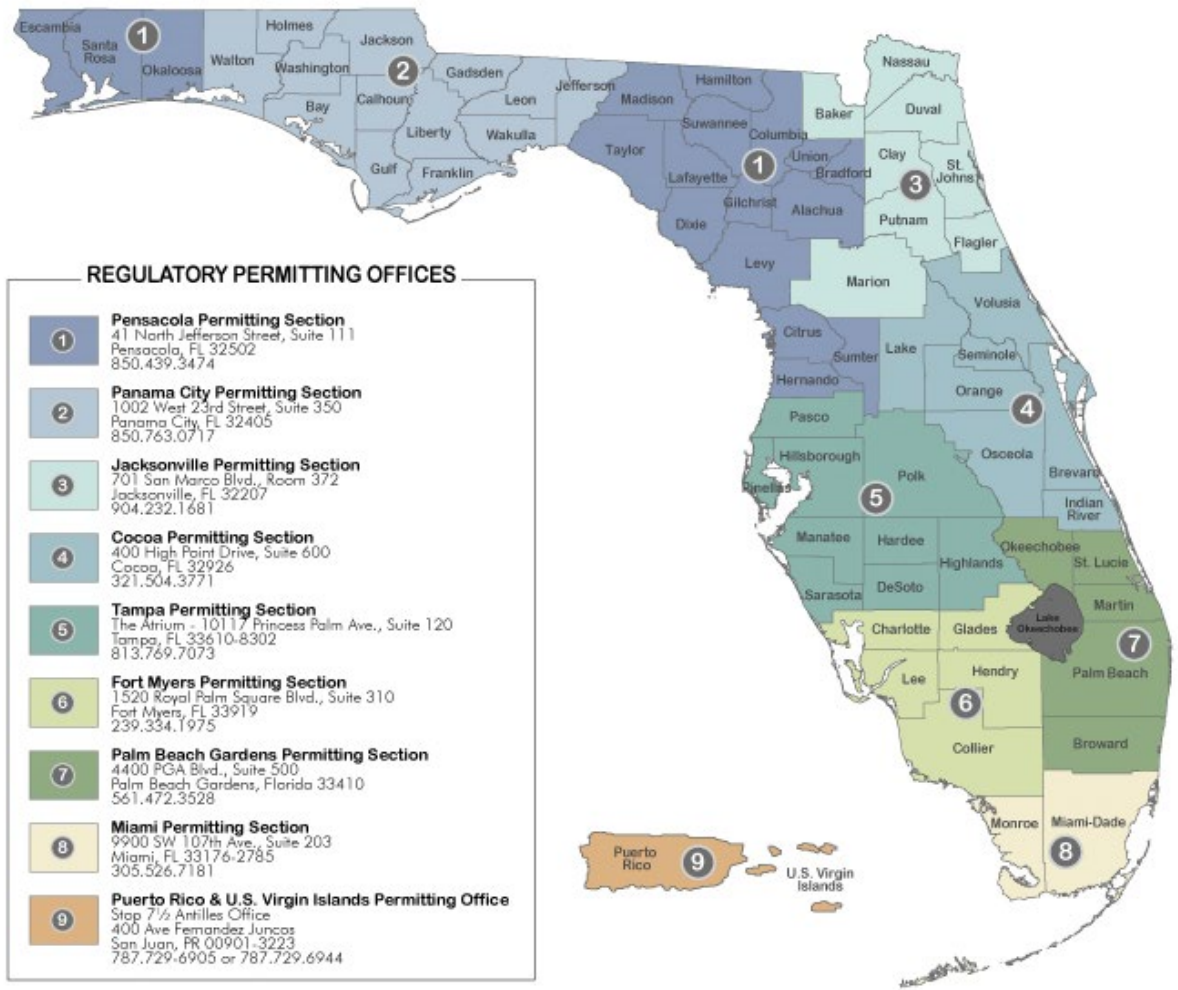 Escambia
Santa
Rosa
Okaloosa
1
Walton
Holmes
Washington
Bay
Jackson
2
Calhoun
Gulf
Gadsden
Liberty
Franklin
Leon
Wakulla
Jefferson
Madison
Taylor
Hamilton
Suwannee
Lafayette
Dixie
Columbia
1
Gilchrist
Levy
Union
Bradford
Alachua
Baker
Nassau
Duval
Clay
St.
Johns
3
Putnam
Flagler
Marion
Citrus
Sumter
Hernando
Lake
Volusia
Seminole
Orange
4
Osceola
Brevard
Indian
River
Pasco
Hillsborough
Pinellas
Polk
5
Manatee
Hardee
Highlands
Sarasota
DeSoto
Okeechobee
St. Lucie
Martin
Lake
Okeechobee
7
Palm Beach
Broward
Charlotte
Glades
Lee
Hendry
6
Collier
Monroe
Miami-Dade
8
Puerto
Rico
9
U.S. Virgin
Islands
REGULATORY PERMITTING OFFICES
1
Pensacola Permitting Section
41 North Jefferson Street, Suite 111
Pensacola, FL 32502
850.439.3474
2
Panama City Permitting Section
1002 West 23rd Street, Suite 350
Panama City, FL 32405
850.763.0717
3
Jacksonville Permitting Section
701 San Marco Blvd., Room 372
Jacksonville, FL 32207
904.232.1681
4
Cocoa Permitting Section
400 High Point Drive, Suite 600
Cocoa, FL 32926
321.504.3771
5
Tampa Permitting Section
The Atrium - 10117 Princess Palm Ave., Suite 120
Tampa, FL 33610-8302
813.769.7073
6
Fort Myers Permitting Section
1520 Royal Palm Square Blvd., Suite 310
Fort Myers, FL 33919
239.334.1975
7
Palm Beach Gardens Permitting Section
4400 PGA Blvd., Suite 500
Palm Beach Gardens, Florida 33410
561.472.3528
8
Miami Permitting Section
9900 SW 107th Ave., Suite 203
Miami, FL 33176-2785
305.526.7181
9
Puerto Rico & U.S. Virgin Islands Permitting Office
Stop 7½ Antilles Office
400 Ave Fernandez Juncos
San Juan, PR 00901-3223
787.729-6905 or 787.729.6944